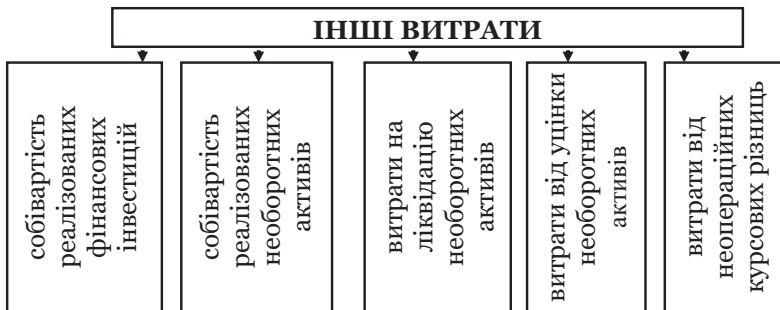 ІНШІ ВИТРАТИ
собівартість
реалізованих
фінансових
інвестицій
собівартість
реалізованих
необоротних
активів
витрати на
ліквідацію
необоротних
активів
витрати від уцінки
необоротних
активів
витрати від
неопераційних
курсових різниць